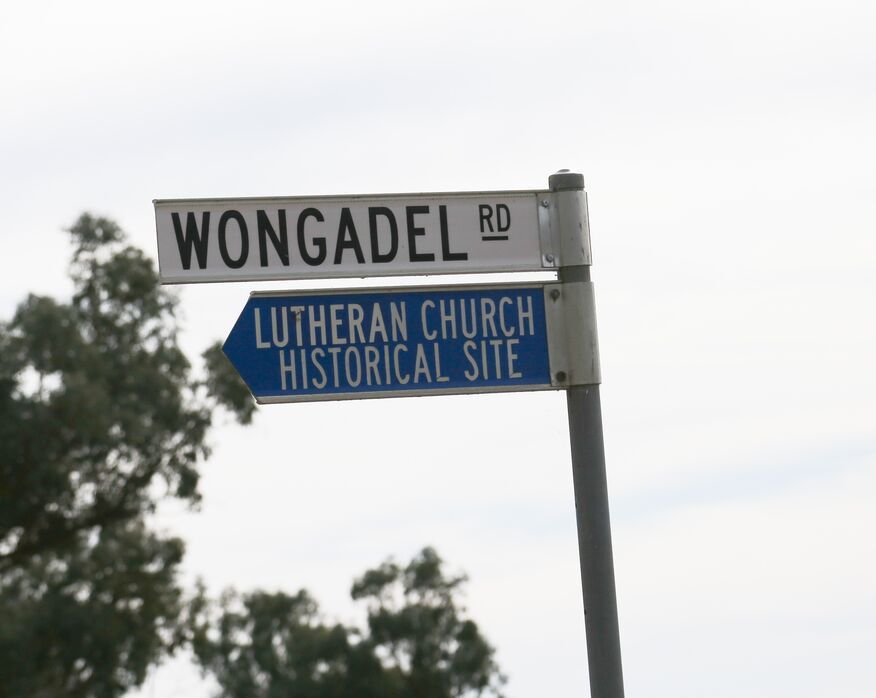 WONGADEL RD
LUTHERAN CHURCH
HISTORICAL SITE